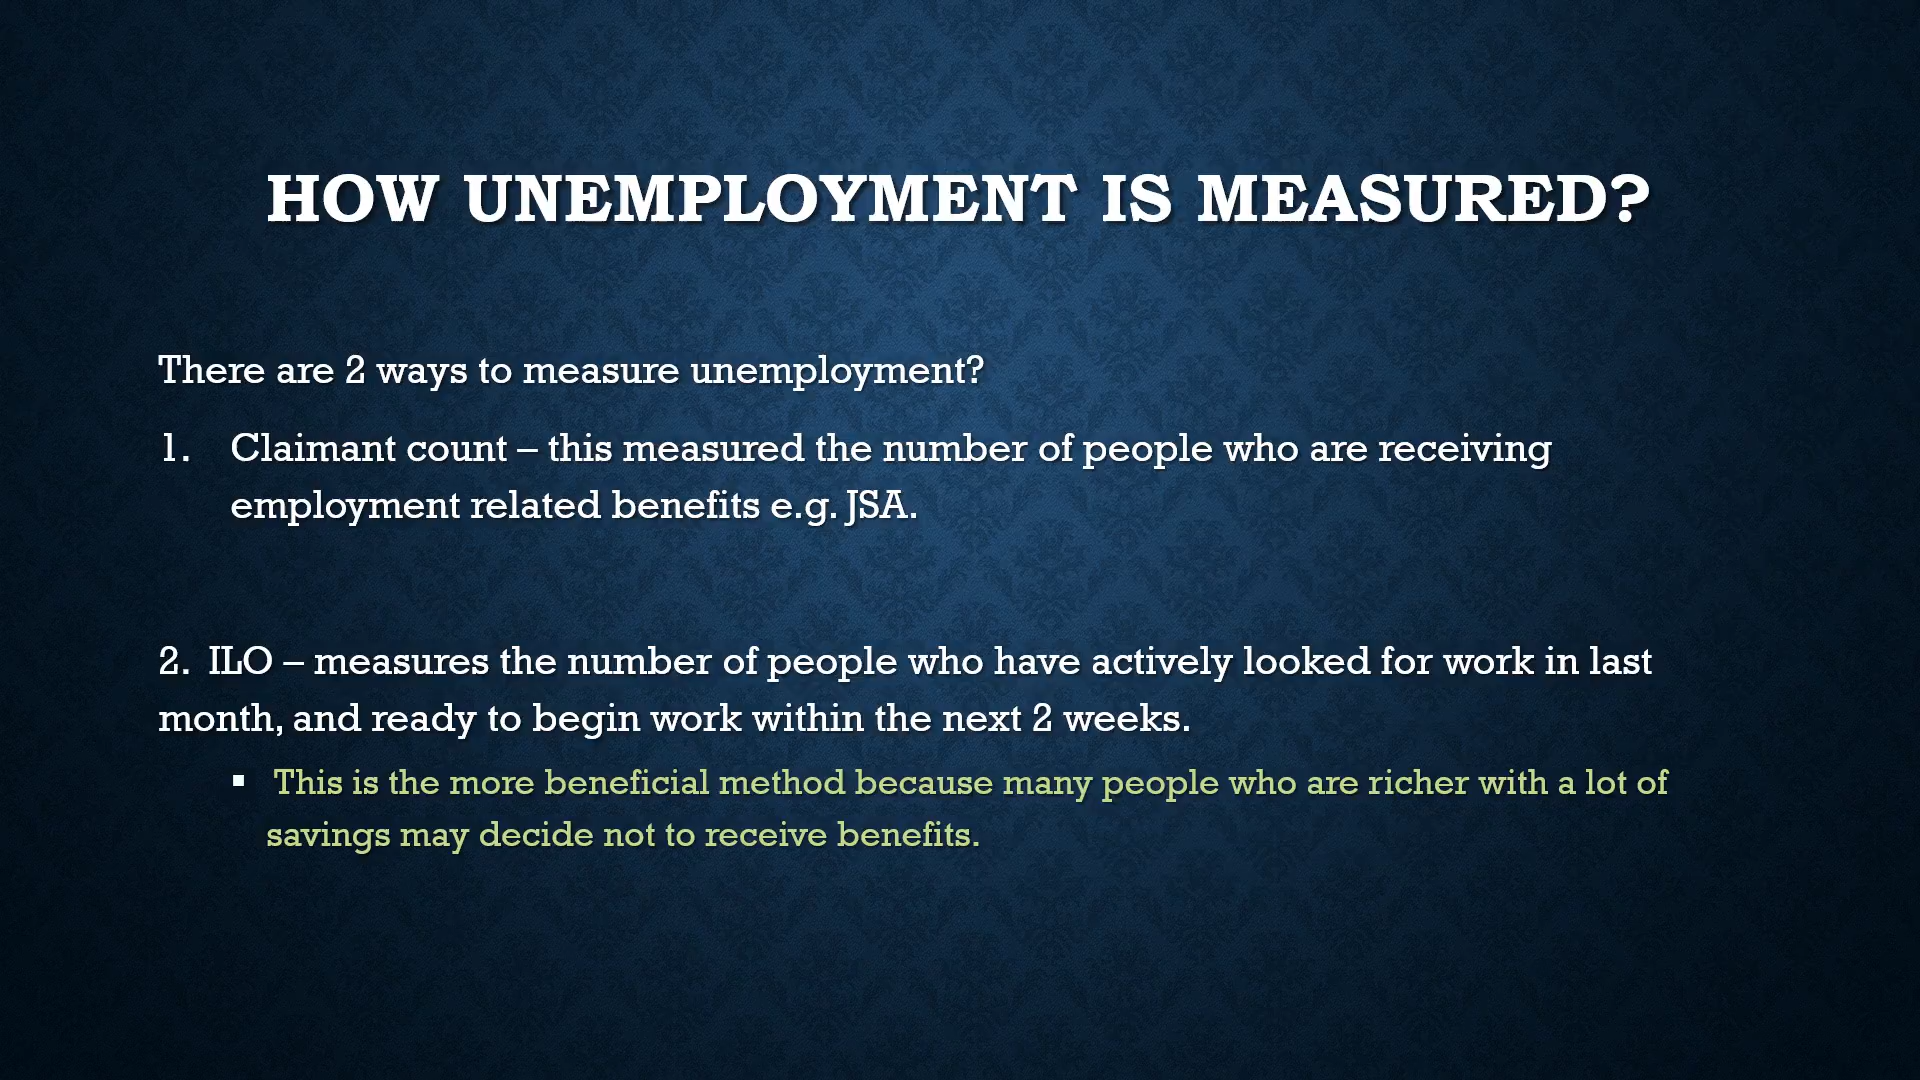 HOW UNEMPLOYMENT IS MEASURED?
There are 2 ways to measure unemployment?
1. Claimant count – this measured the number of people who are receiving
employment related benefits e.g. JSA.
2. ILO – measures the number of people who have actively looked for work in last
month, and ready to begin work within the next 2 weeks.
▪ This is the more beneficial method because many people who are richer with a lot of
savings may decide not to receive benefits.